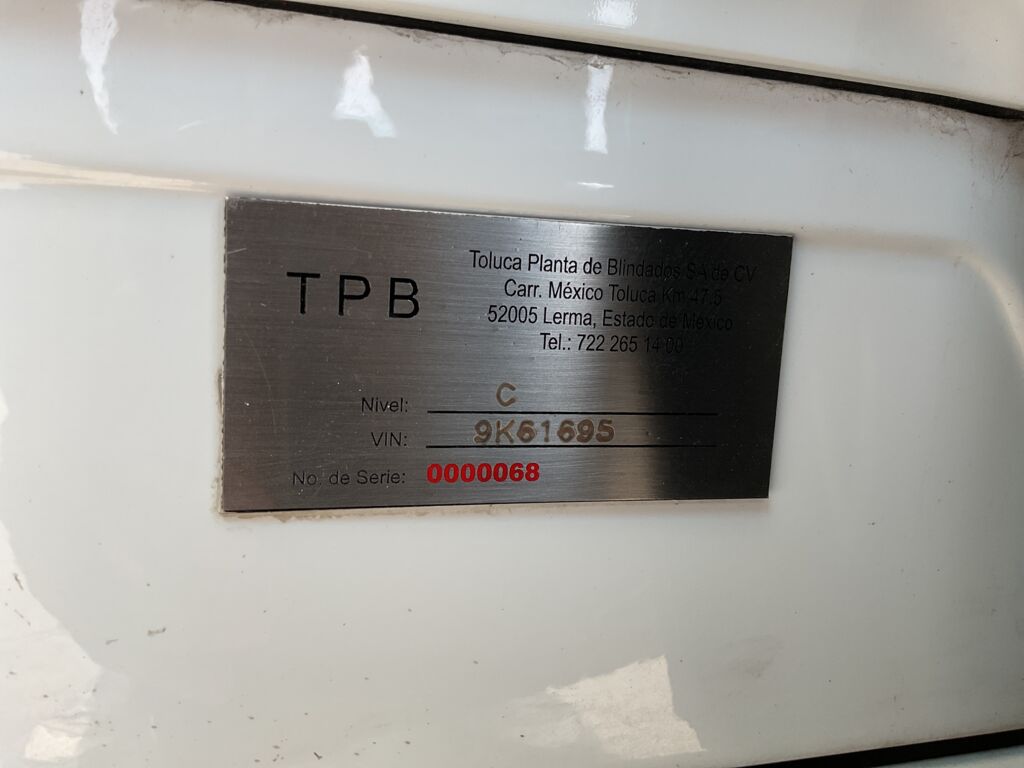 TPB
Toluca Planta de Blindados SA de CV
Carr. México Toluca Km 47.5
52005 Lerma, Estado de México
Tel.: 722 265 14 00
Nivel: C
VIN: 9K61695
No. de Serie: 0000068